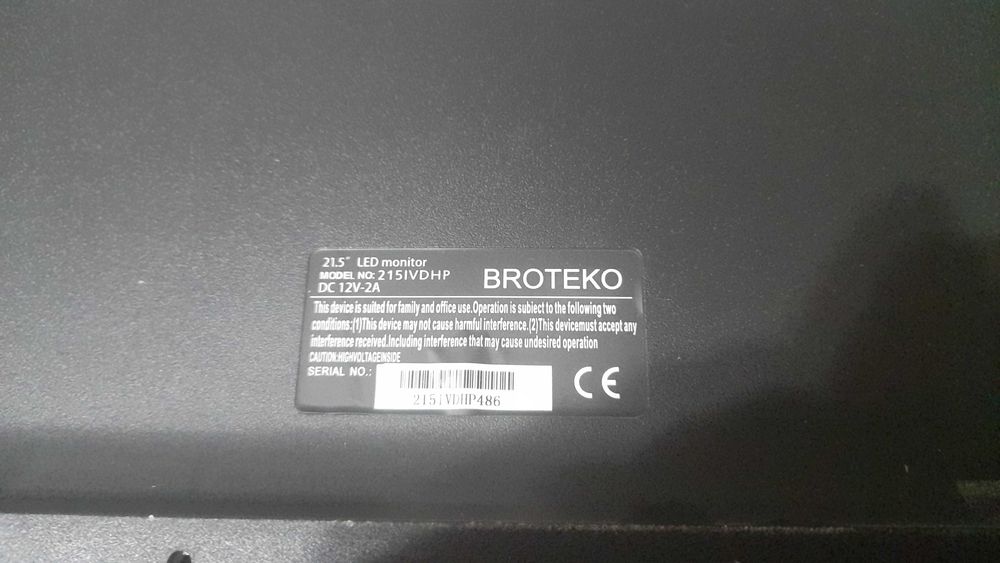 21.5" LED monitor
MODEL NO: 215IVDHP
DC 12V-2A
BROTEKO
This device is suited for family and office use.Operation is subiect to the following two
conditions:(1)This device may not cause harmful interference.(2)This devicemust accept any
interference received.Including interference that may cause undesired operation
CAUTION:HIGHVOLTAGEINSIDE
SERIAL NO.:
215IVDHP486
CE